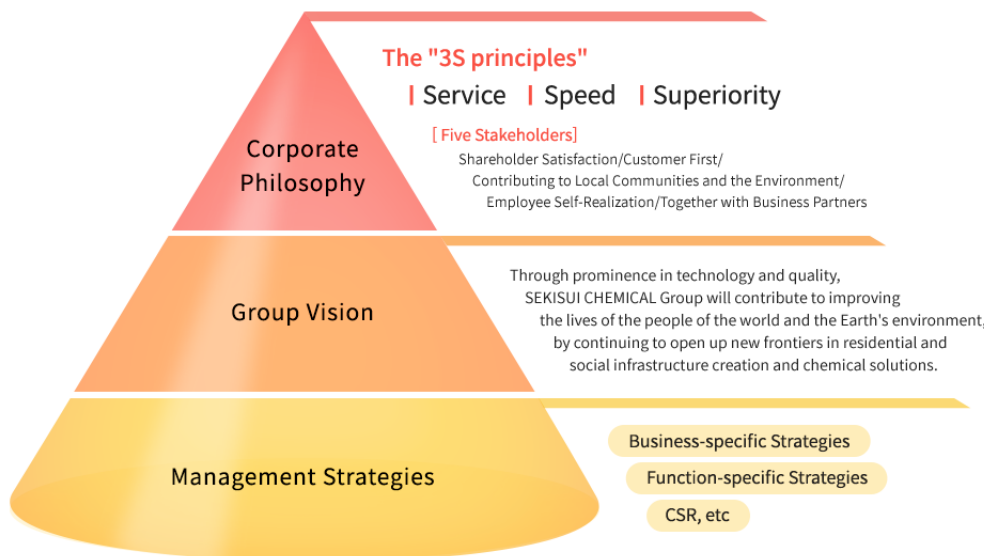 The "3S principles"
Service Speed Superiority
[ Five Stakeholders]
Shareholder Satisfaction/Customer First/
Contributing to Local Communities and the Environment/
Employee Self-Realization/Together with Business Partners
Corporate
Philosophy
Through prominence in technology and quality,
SEKISUI CHEMICAL Group will contribute to improving
the lives of the people of the world and the Earth's environment,
by continuing to open up new frontiers in residential and
social infrastructure creation and chemical solutions.
Group Vision
Business-specific Strategies
Function-specific Strategies
CSR, etc
Management Strategies